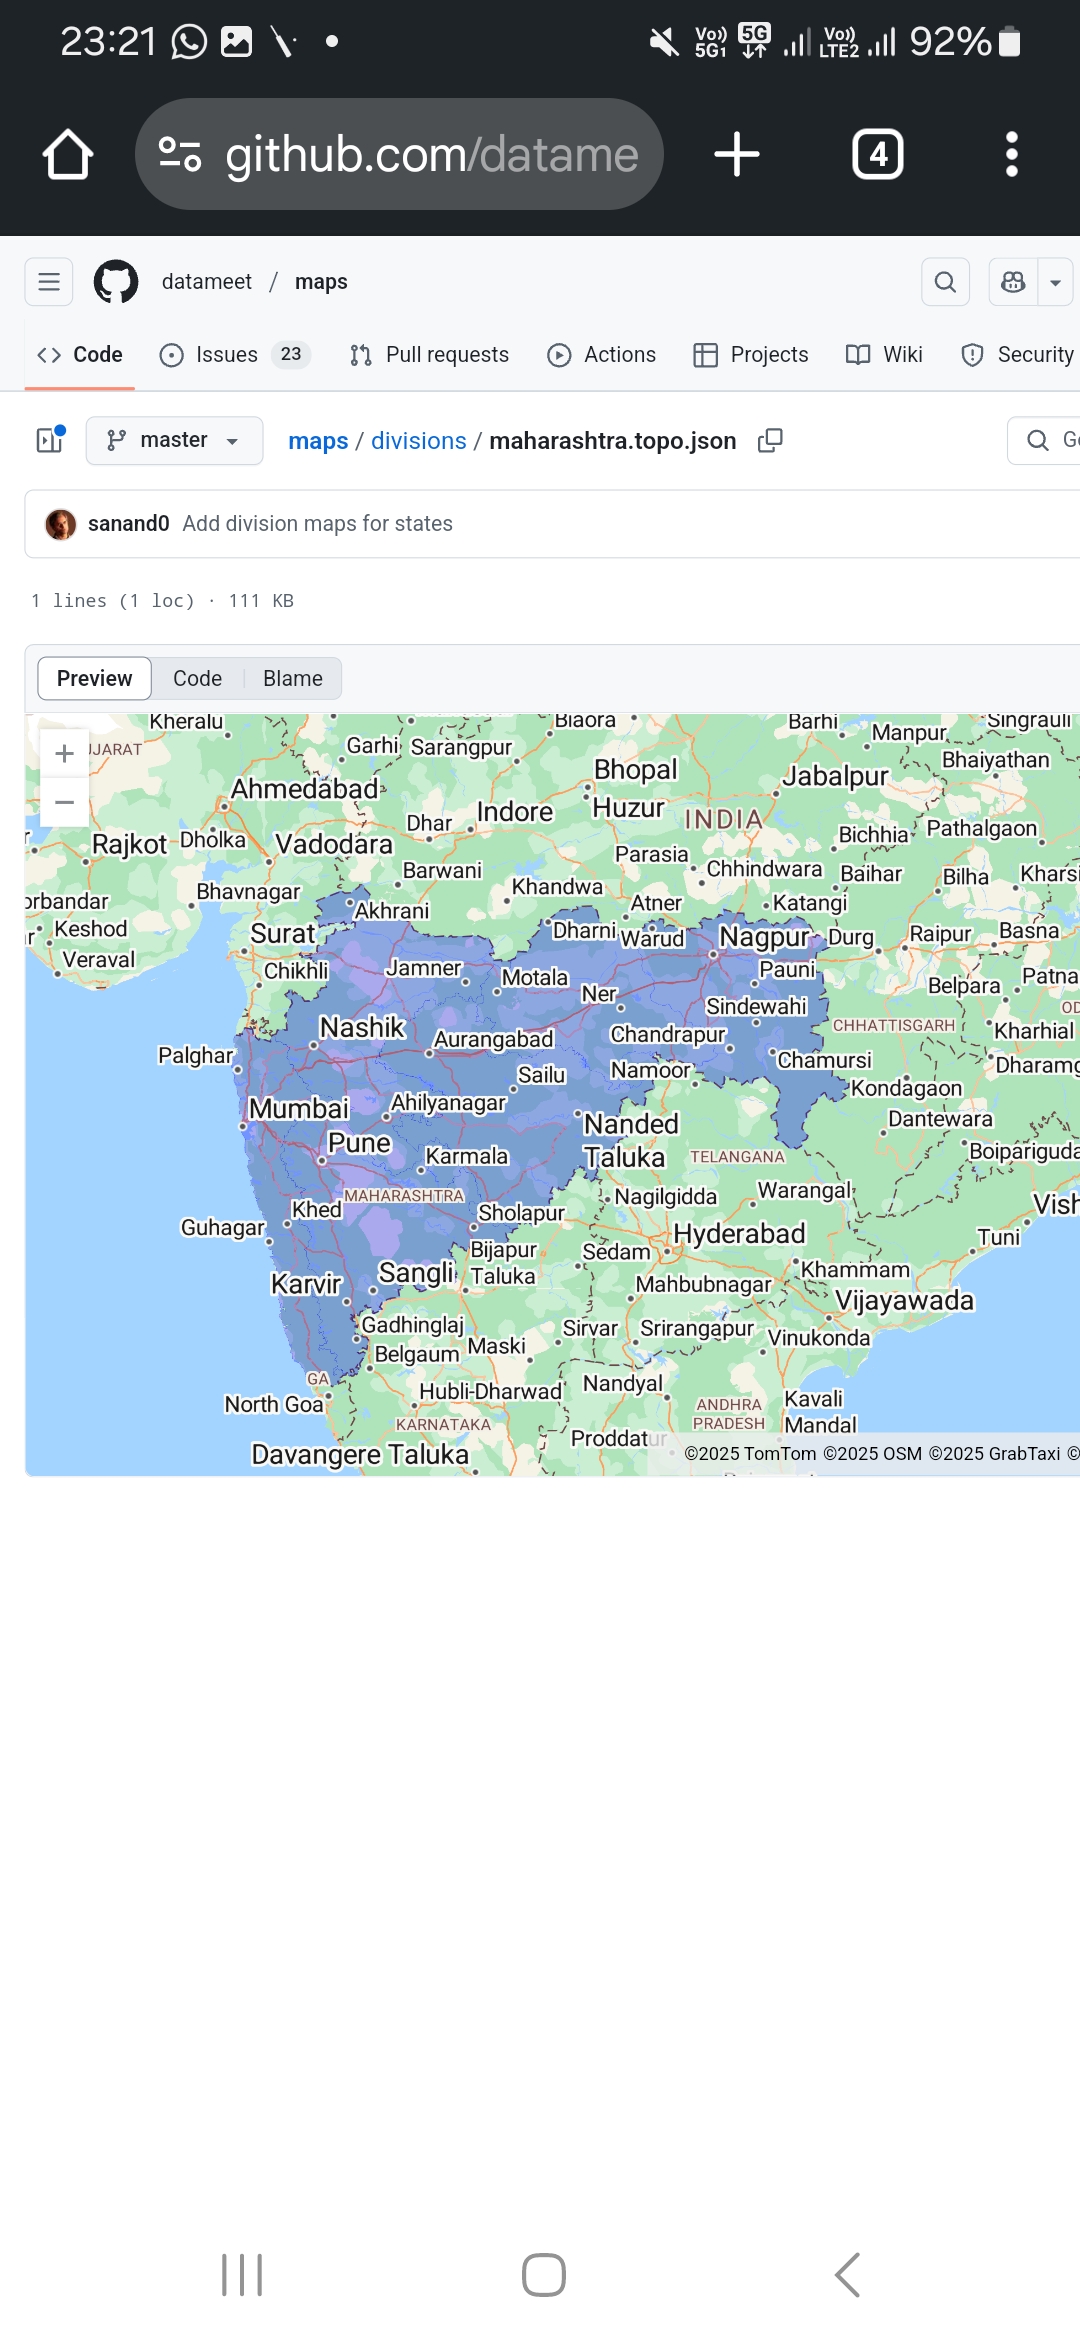 23:21
Vo)) 5G1 5G Vo)) LTE2 92%
github.com/datame
4
datameet / maps
Code Issues 23 Pull requests Actions Projects Wiki Security
master maps / divisions / maharashtra.topo.json
sanand0 Add division maps for states
1 lines (1 loc) · 111 KB
Preview Code Blame
Kheralu Biaora Barhi Singrauli
Manpur
UJARAT Garhi Sarangpur Bhaiyathan
Bhopal Jabalpur
Ahmedabad
Indore Huzur INDIA
Dhar Bichhia Pathalgaon
Rajkot Dholka Vadodara
Parasia Chhindwara
Barwani Baihar Bilha Kharsi
Bhavnagar Khandwa
orbandar Akhrani Atner Katangi
Keshod Surat Dharni Warud Nagpur Durg Raipur Basna
Veraval Chikhli Jamner Motala Pauni Patna
Ner Belpara
Sindewahi OD
Nashik Aurangabad Chandrapur CHHATTISGARH Kharhial
Palghar Chamursi Dharamg
Sailu Namoor
Kondagaon
Mumbai Ahilyanagar Dantewara
Nanded
Pune Taluka
Karmala TELANGANA Boipariguda
MAHARASHTRA Nagilgidda Warangal
Khed Sholapur Vish
Guhagar Hyderabad Tuni
Bijapur Sedam
Sangli Taluka Khammam
Karvir Mahbubnagar
Vijayawada
Gadhinglaj Sirvar Srirangapur Vinukonda
Belgaum Maski
GA Hubli-Dharwad Nandyal
North Goa ANDHRA Kavali
KARNATAKA PRADESH Mandal
Davangere Taluka Proddatur
©2025 TomTom ©2025 OSM ©2025 GrabTaxi ©